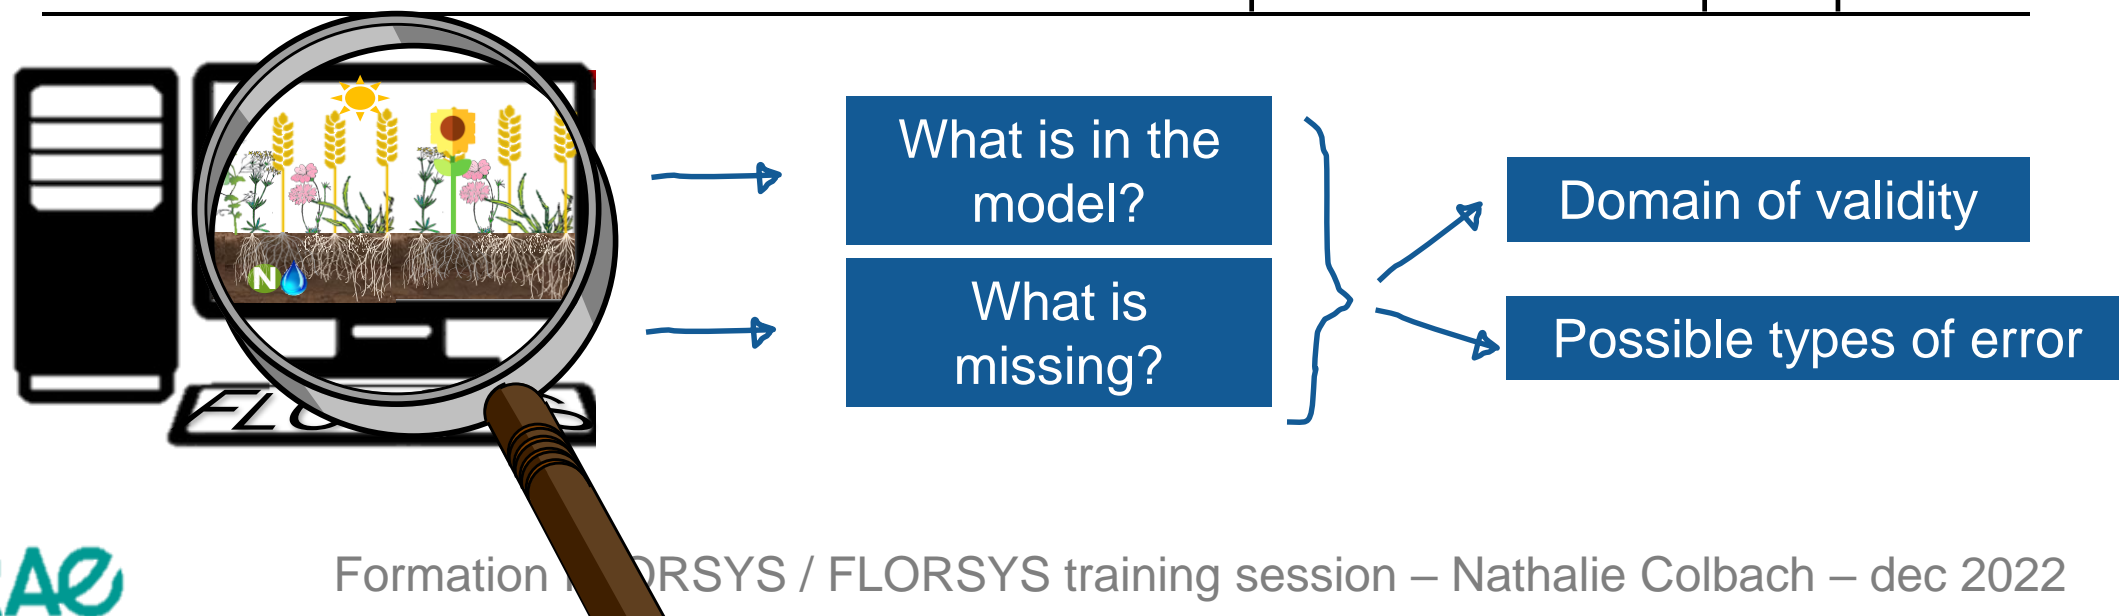 What is in the
model?
What is
missing?
Domain of validity
Possible types of error
N
Formation ORSYS / FLORSYS training session – Nathalie Colbach – dec 2022